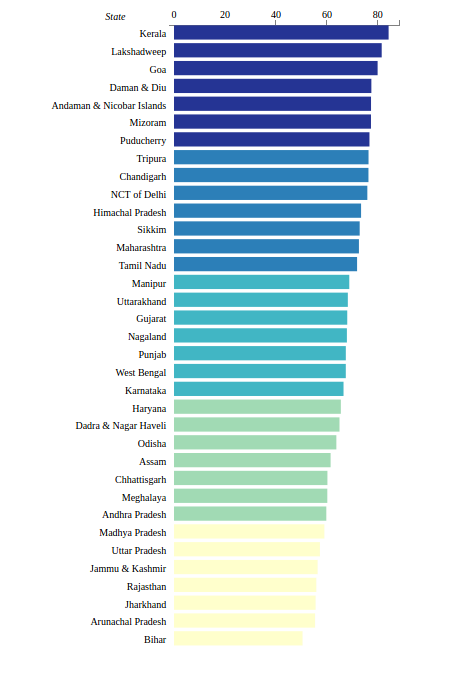 State
0 20 40 60 80
Kerala
Lakshadweep
Goa
Daman & Diu
Andaman & Nicobar Islands
Mizoram
Puducherry
Tripura
Chandigarh
NCT of Delhi
Himachal Pradesh
Sikkim
Maharashtra
Tamil Nadu
Manipur
Uttarakhand
Gujarat
Nagaland
Punjab
West Bengal
Karnataka
Haryana
Dadra & Nagar Haveli
Odisha
Assam
Chhattisgarh
Meghalaya
Andhra Pradesh
Madhya Pradesh
Uttar Pradesh
Jammu & Kashmir
Rajasthan
Jharkhand
Arunachal Pradesh
Bihar